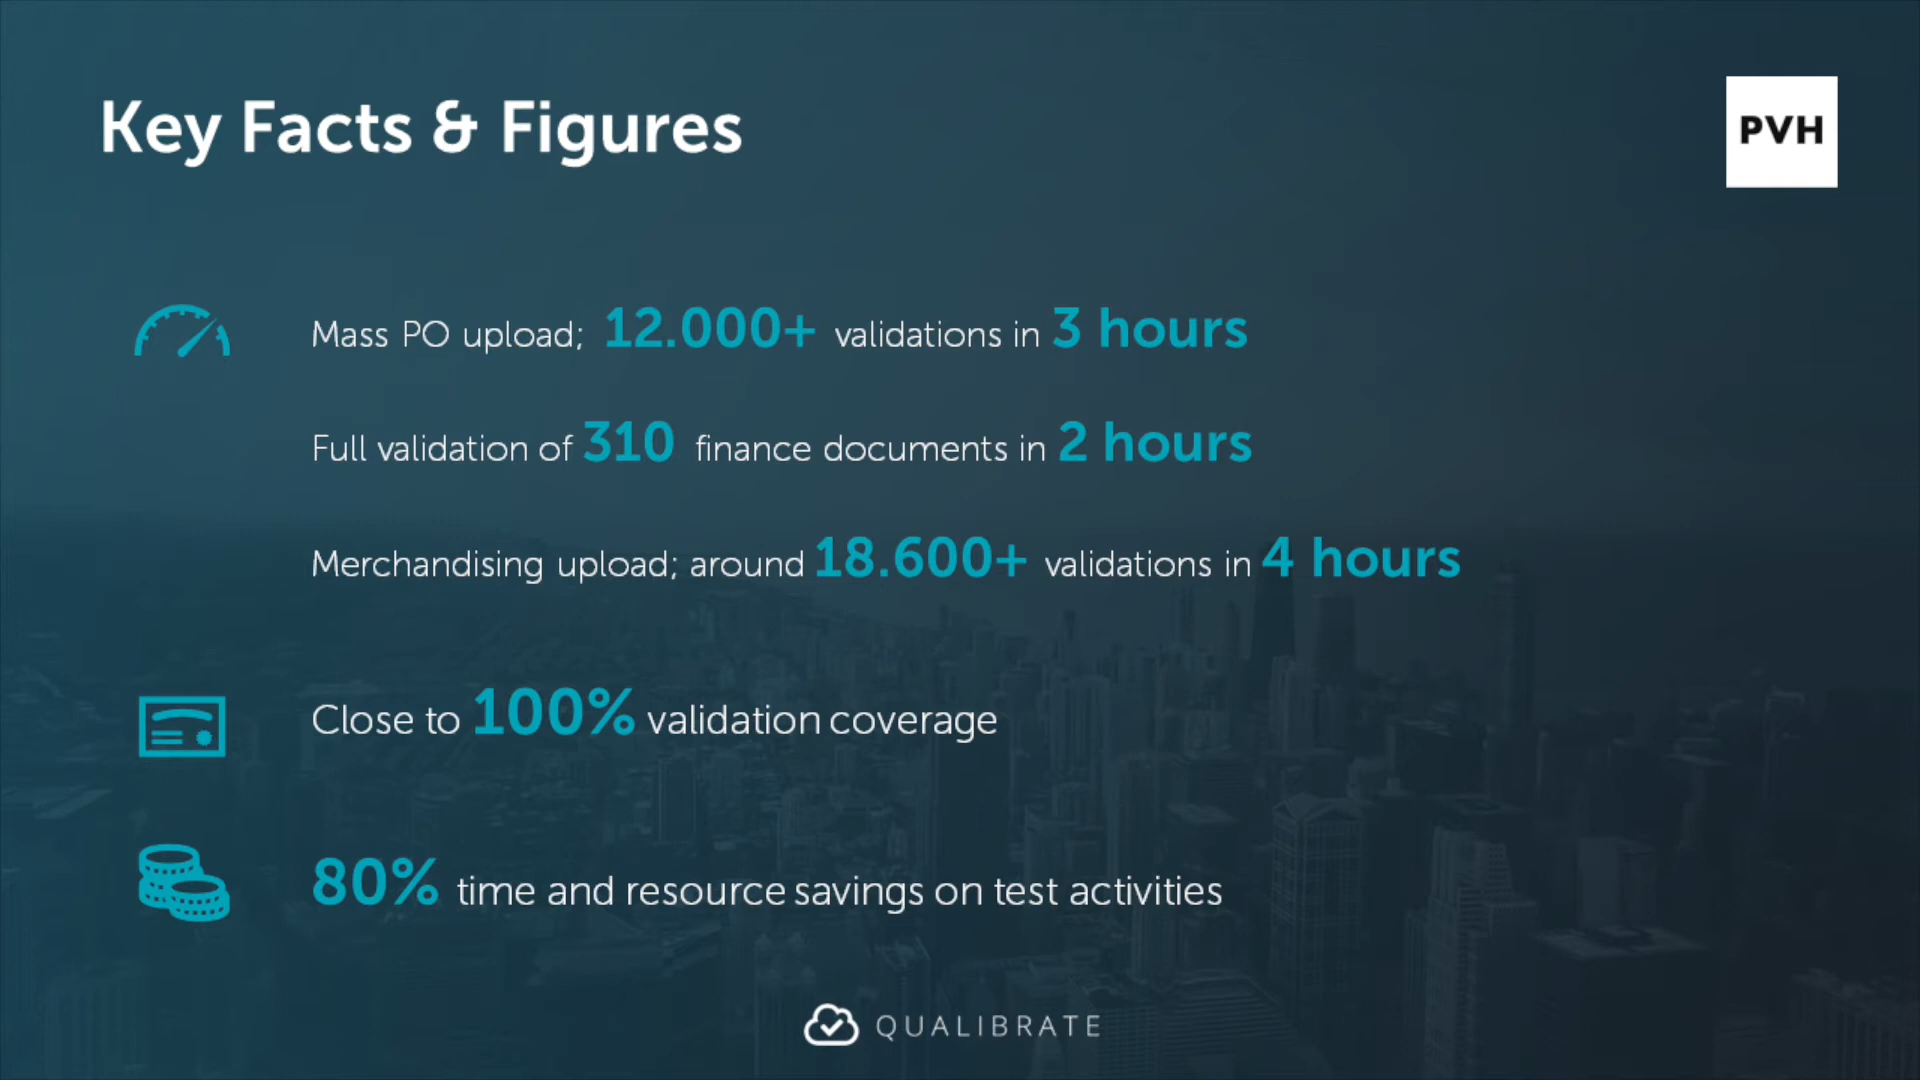 Key Facts & Figures
PVH
Mass PO upload; 12.000+ validations in 3 hours
Full validation of 310 finance documents in 2 hours
Merchandising upload; around 18.600+ validations in 4 hours
Close to 100% validation coverage
80% time and resource savings on test activities
QUALIBRATE